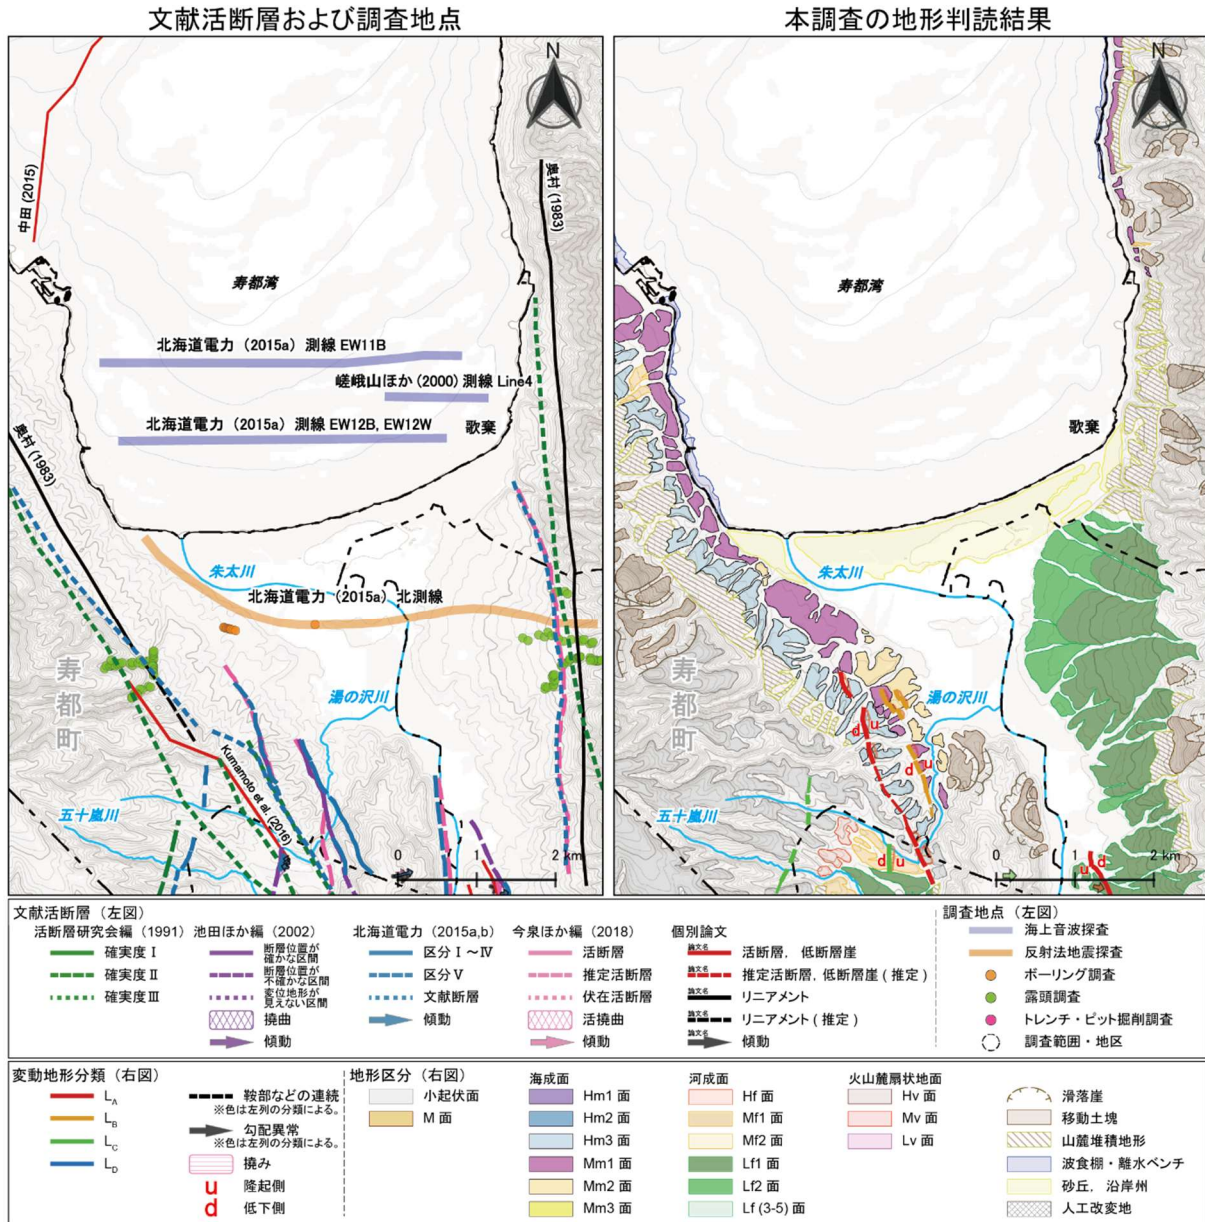 文献活断層および調査地点
本調査の地形判読結果
N
中田 (2015)
奥村 (1983)
寿都湾
北海道電力 (2015a) 測線 EW11B
嵯峨山ほか (2000) 測線 Line4
北海道電力 (2015a) 測線 EW12B, EW12W
歌棄
奥村 (1983)
朱太川
北海道電力 (2015a) 北測線
寿都町
湯の沢川
Kumamoto et al. (2016)
五十嵐川
0 1 2 km
N
寿都湾
歌棄
朱太川
寿都町
湯の沢川
d u
d u
五十嵐川
d u
u d
0 1 2 km
文献活断層 (左図)
活断層研究会編 (1991)
確実度 I
確実度 II
確実度 III
池田ほか編 (2002)
断層位置が
確かな区間
断層位置が
不確かな区間
変位地形が
見えない区間
撓曲
傾動
北海道電力 (2015a,b)
区分 I ～Ⅳ
区分 V
文献断層
傾動
今泉ほか編 (2018)
活断層
推定活断層
伏在活断層
活撓曲
傾動
個別論文
論文名 活断層, 低断層崖
論文名 推定活断層, 低断層崖 ( 推定 )
論文名 リニアメント
論文名 リニアメント ( 推定 )
論文名 傾動
調査地点 (左図)
海上音波探査
反射法地震探査
ボーリング調査
露頭調査
トレンチ・ピット掘削調査
調査範囲・地区
変動地形分類 (右図)
LA
LB
LC
LD
鞍部などの連続
※色は左列の分類による。
勾配異常
※色は左列の分類による。
撓み
u 隆起側
d 低下側
地形区分 (右図)
小起伏面
M 面
海成面
Hm1 面
Hm2 面
Hm3 面
Mm1 面
Mm2 面
Mm3 面
河成面
Hf 面
Mf1 面
Mf2 面
Lf1 面
Lf2 面
Lf (3-5) 面
火山麓扇状地面
Hv 面
Mv 面
Lv 面
滑落崖
移動土塊
山麓堆積地形
波食棚・離水ベンチ
砂丘, 沿岸州
人工改変地